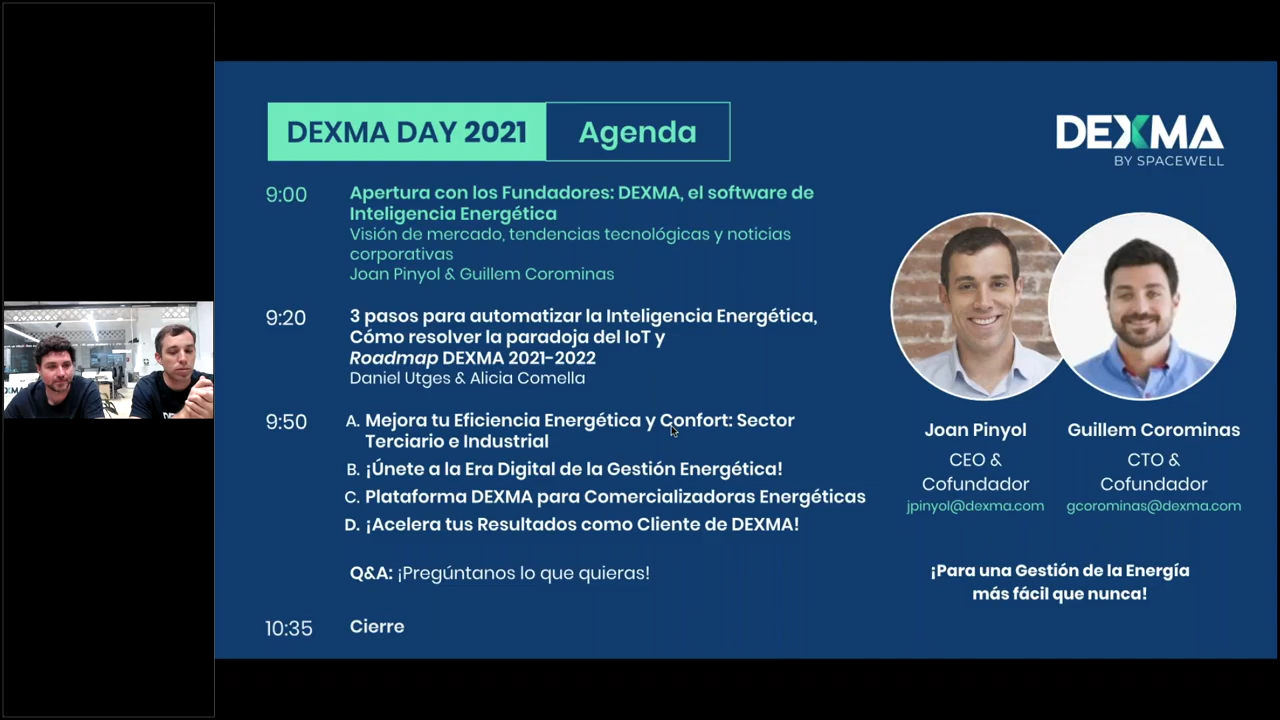 DEXMA DAY 2021 Agenda
DEXMA
BY SPACEWELL
9:00
Apertura con los Fundadores: DEXMA, el software de
Inteligencia Energética
Visión de mercado, tendencias tecnológicas y noticias
corporativas
Joan Pinyol & Guillem Corominas
9:20
3 pasos para automatizar la Inteligencia Energética,
Cómo resolver la paradoja del IoT y
Roadmap DEXMA 2021-2022
Daniel Utges & Alicia Comella
9:50
A. Mejora tu Eficiencia Energética y Confort: Sector
Terciario e Industrial
B. ¡Únete a la Era Digital de la Gestión Energética!
C. Plataforma DEXMA para Comercializadoras Energéticas
D. ¡Acelera tus Resultados como Cliente de DEXMA!
Q&A: ¡Pregúntanos lo que quieras!
10:35
Cierre
Joan Pinyol
CEO &
Cofundador
jpinyol@dexma.com
Guillem Corominas
CTO &
Cofundador
gcorominas@dexma.com
¡Para una Gestión de la Energía
más fácil que nunca!